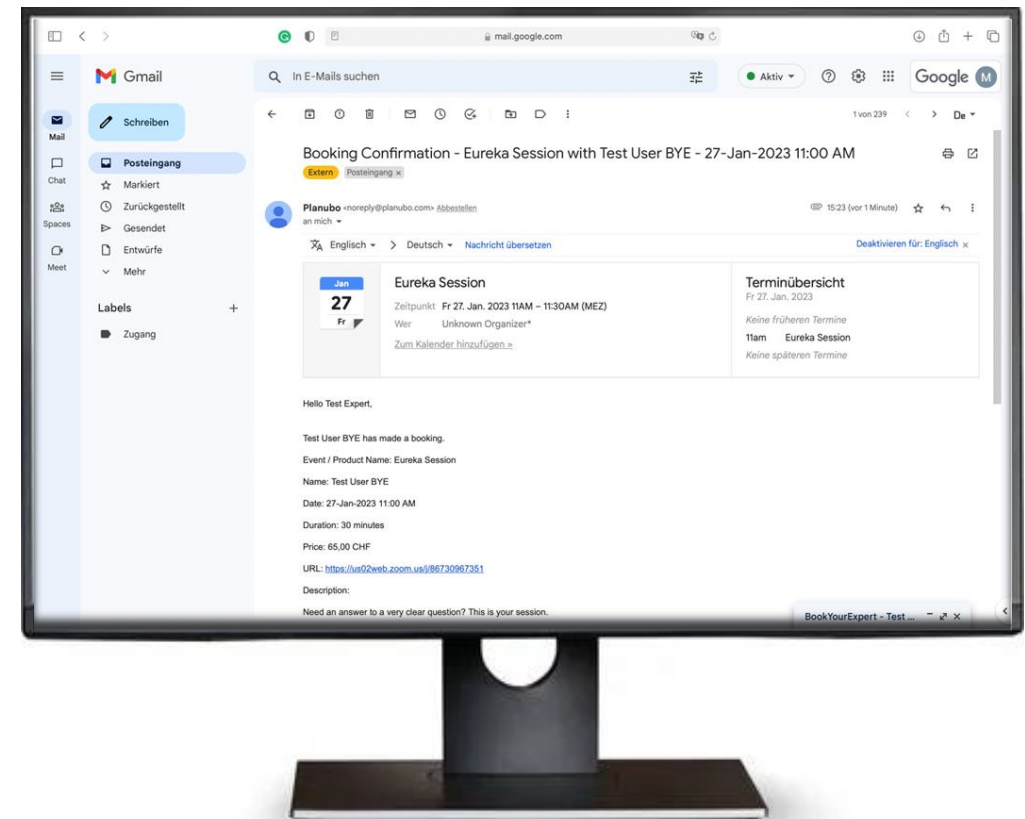 mail.google.com
Gmail
In E-Mails suchen
Aktiv
Google M
Mail
Chat
Spaces
Meet
Schreiben
Posteingang
Markiert
Zurückgestellt
Gesendet
Entwürfe
Mehr
Labels +
Zugang
1 von 239
De
Booking Confirmation - Eureka Session with Test User BYE - 27-Jan-2023 11:00 AM
Extern Posteingang x
Planubo <noreply@planubo.com> Abbestellen
15:23 (vor 1 Minute)
an mich
Englisch > Deutsch Nachricht übersetzen
Deaktivieren für: Englisch x
Jan
27
Fr
Eureka Session
Zeitpunkt Fr 27. Jan. 2023 11AM – 11:30AM (MEZ)
Wer Unknown Organizer*
Zum Kalender hinzufügen »
Terminübersicht
Fr 27. Jan. 2023
Keine früheren Termine
11am Eureka Session
Keine späteren Termine
Hello Test Expert,
Test User BYE has made a booking.
Event / Product Name: Eureka Session
Name: Test User BYE
Date: 27-Jan-2023 11:00 AM
Duration: 30 minutes
Price: 65,00 CHF
URL: https://us02web.zoom.us/j/86730967351
Description:
Need an answer to a very clear question? This is your session.
BookYourExpert - Test ...